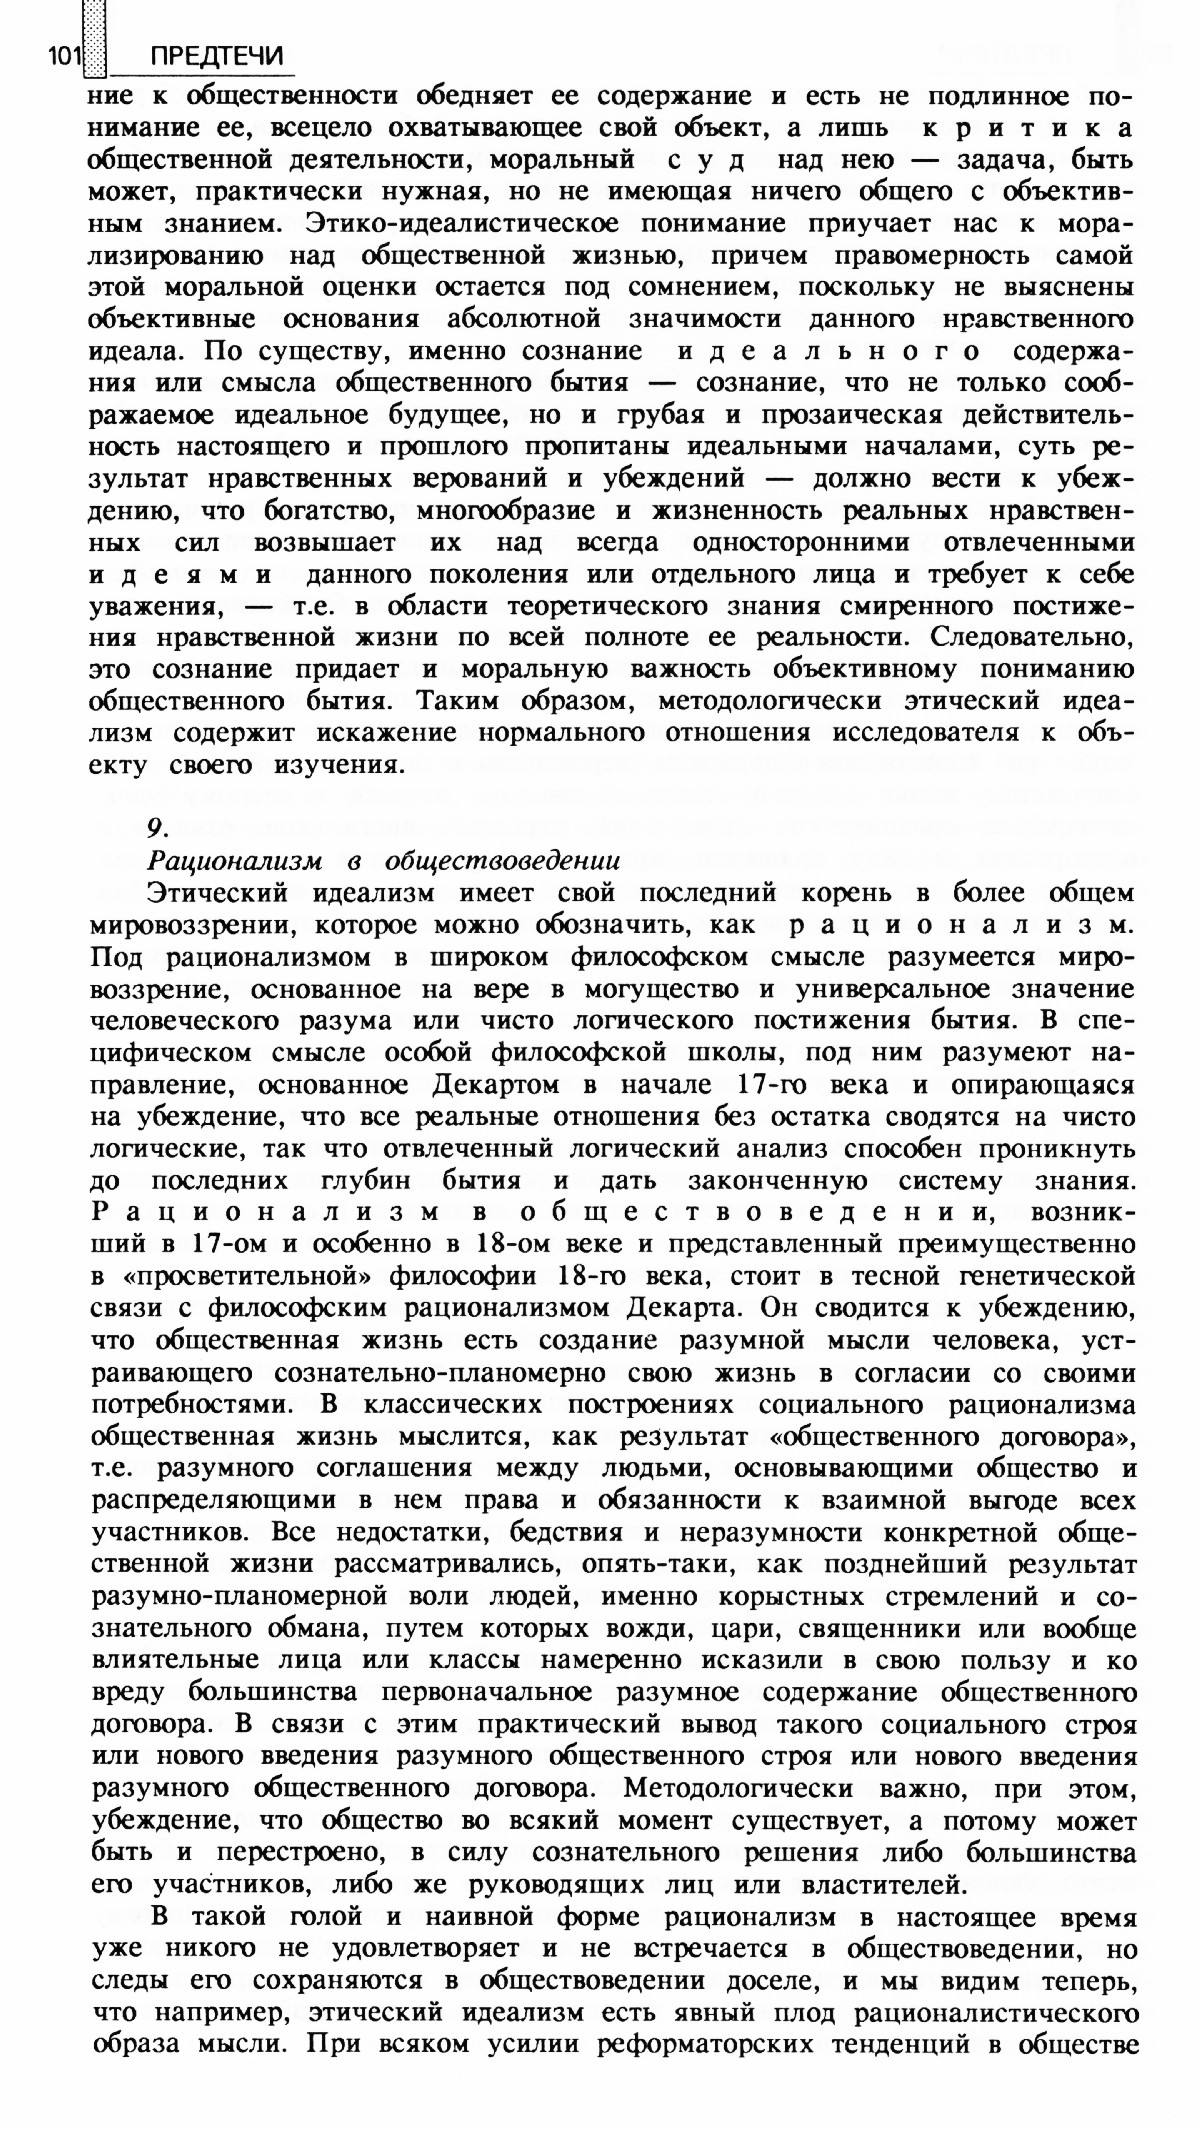 101 ПРЕДТЕЧИ
ние к общественности обедняет ее содержание и есть не подлинное по-
нимание ее, всецело охватывающее свой объект, а лишь к р и т и к а
общественной деятельности, моральный с у д над нею — задача, быть
может, практически нужная, но не имеющая ничего общего с объектив-
ным знанием. Этико-идеалистическое понимание приучает нас к мора-
лизированию над общественной жизнью, причем правомерность самой
этой моральной оценки остается под сомнением, поскольку не выяснены
объективные основания абсолютной значимости данного нравственного
идеала. По существу, именно сознание и д е а л ь н о г о содержа-
ния или смысла общественного бытия — сознание, что не только сооб-
ражаемое идеальное будущее, но и грубая и прозаическая действитель-
ность настоящего и прошлого пропитаны идеальными началами, суть ре-
зультат нравственных верований и убеждений — должно вести к убеж-
дению, что богатство, многообразие и жизненность реальных нравствен-
ных сил возвышает их над всегда односторонними отвлеченными
и д е я м и данного поколения или отдельного лица и требует к себе
уважения, — т.е. в области теоретического знания смиренного постиже-
ния нравственной жизни по всей полноте ее реальности. Следовательно,
это сознание придает и моральную важность объективному пониманию
общественного бытия. Таким образом, методологически этический идеа-
лизм содержит искажение нормального отношения исследователя к объ-
екту своего изучения.
9.
Рационализм в обществоведении
Этический идеализм имеет свой последний корень в более общем
мировоззрении, которое можно обозначить, как р а ц и о н а л и з м.
Под рационализмом в широком философском смысле разумеется миро-
воззрение, основанное на вере в могущество и универсальное значение
человеческого разума или чисто логического постижения бытия. В спе-
цифическом смысле особой философской школы, под ним разумеют на-
правление, основанное Декартом в начале 17-го века и опирающаяся
на убеждение, что все реальные отношения без остатка сводятся на чисто
логические, так что отвлеченный логический анализ способен проникнуть
до последних глубин бытия и дать законченную систему знания.
Р а ц и о н а л и з м в о б щ е с т в о в е д е н и и, возник-
ший в 17-ом и особенно в 18-ом веке и представленный преимущественно
в «просветительной» философии 18-го века, стоит в тесной генетической
связи с философским рационализмом Декарта. Он сводится к убеждению,
что общественная жизнь есть создание разумной мысли человека, уст-
раивающего сознательно-планомерно свою жизнь в согласии со своими
потребностями. В классических построениях социального рационализма
общественная жизнь мыслится, как результат «общественного договора»,
т.е. разумного соглашения между людьми, основывающими общество и
распределяющими в нем права и обязанности к взаимной выгоде всех
участников. Все недостатки, бедствия и неразумности конкретной обще-
ственной жизни рассматривались, опять-таки, как позднейший результат
разумно-планомерной воли людей, именно корыстных стремлений и со-
знательного обмана, путем которых вожди, цари, священники или вообще
влиятельные лица или классы намеренно исказили в свою пользу и ко
вреду большинства первоначальное разумное содержание общественного
договора. В связи с этим практический вывод такого социального строя
или нового введения разумного общественного строя или нового введения
разумного общественного договора. Методологически важно, при этом,
убеждение, что общество во всякий момент существует, а потому может
быть и перестроено, в силу сознательного решения либо большинства
его участников, либо же руководящих лиц или властителей.
В такой голой и наивной форме рационализм в настоящее время
уже никого не удовлетворяет и не встречается в обществоведении, но
следы его сохраняются в обществоведении доселе, и мы видим теперь,
что например, этический идеализм есть явный плод рационалистического
образа мысли. При всяком усилии реформаторских тенденций в обществе